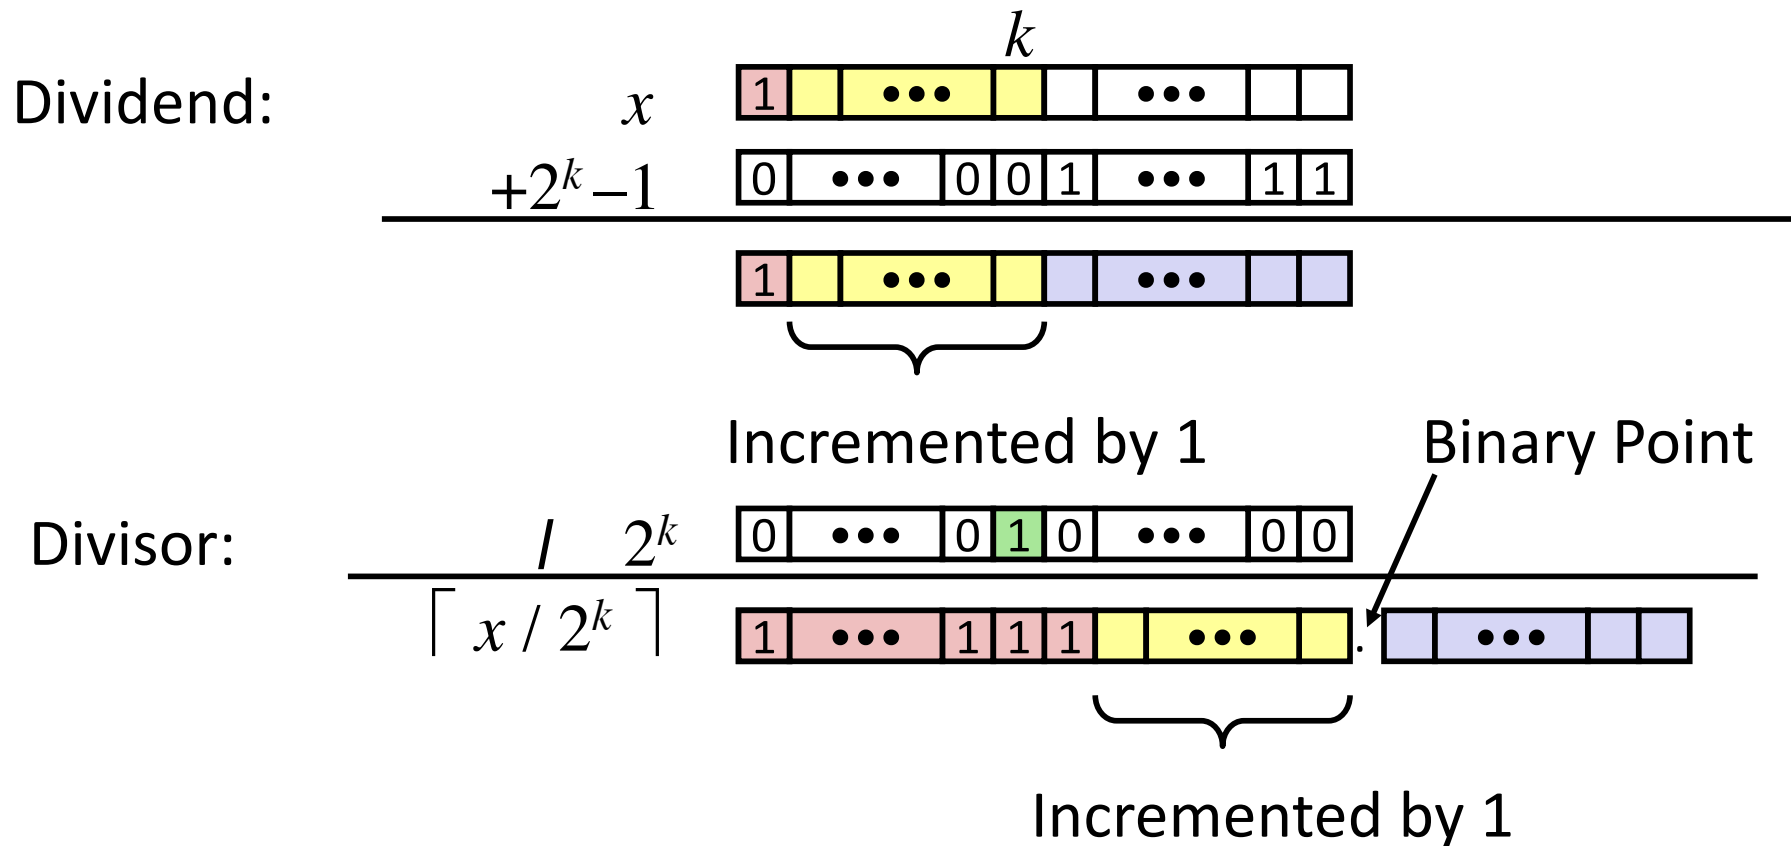 k
Dividend: x 1 ••• •••
+2^k –1 0 ••• 0 0 1 ••• 1 1
1 ••• •••
Incremented by 1 Binary Point
Divisor: / 2^k 0 ••• 0 1 0 ••• 0 0
⌈ x / 2^k ⌉ 1 ••• 1 1 1 ••• . •••
Incremented by 1